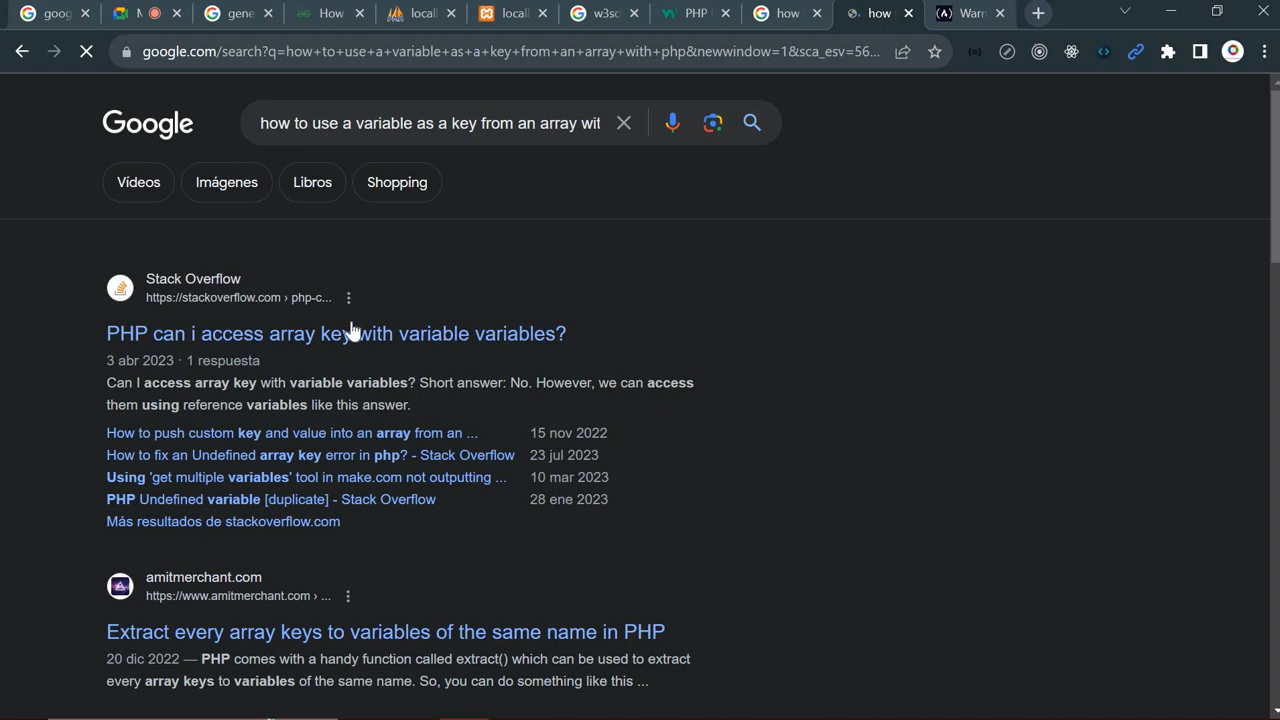 goog
M
gene
How
locall
locall
w3sc
PHP
how
how
Warn
google.com/search?q=how+to+use+a+variable+as+a+key+from+an+array+with+php&newwindow=1&sca_esv=56...
Google
how to use a variable as a key from an array wit
Vídeos
Imágenes
Libros
Shopping
Stack Overflow
https://stackoverflow.com › php-c...
PHP can i access array key with variable variables?
3 abr 2023 · 1 respuesta
Can I access array key with variable variables? Short answer: No. However, we can access
them using reference variables like this answer.
How to push custom key and value into an array from an ... 15 nov 2022
How to fix an Undefined array key error in php? - Stack Overflow 23 jul 2023
Using 'get multiple variables' tool in make.com not outputting ... 10 mar 2023
PHP Undefined variable [duplicate] - Stack Overflow 28 ene 2023
Más resultados de stackoverflow.com
amitmerchant.com
https://www.amitmerchant.com › ...
Extract every array keys to variables of the same name in PHP
20 dic 2022 — PHP comes with a handy function called extract() which can be used to extract
every array keys to variables of the same name. So, you can do something like this ...